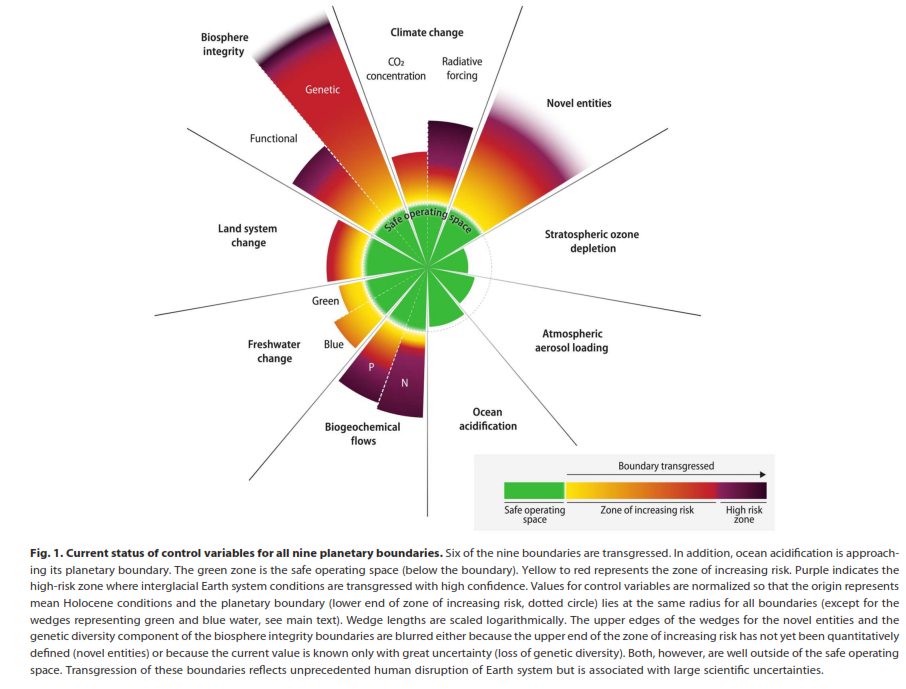 Biosphere
integrity
Climate change
CO₂
concentration
Radiative
forcing
Genetic
Novel entities
Functional
Safe operating space
Land system
change
Stratospheric ozone
depletion
Green
Blue
Freshwater
change
Atmospheric
aerosol loading
P
N
Biogeochemical
flows
Ocean
acidification
Boundary transgressed
Safe operating
space
Zone of increasing risk
High risk
zone
Fig. 1. Current status of control variables for all nine planetary boundaries. Six of the nine boundaries are transgressed. In addition, ocean acidification is approach-
ing its planetary boundary. The green zone is the safe operating space (below the boundary). Yellow to red represents the zone of increasing risk. Purple indicates the
high-risk zone where interglacial Earth system conditions are transgressed with high confidence. Values for control variables are normalized so that the origin represents
mean Holocene conditions and the planetary boundary (lower end of zone of increasing risk, dotted circle) lies at the same radius for all boundaries (except for the
wedges representing green and blue water, see main text). Wedge lengths are scaled logarithmically. The upper edges of the wedges for the novel entities and the
genetic diversity component of the biosphere integrity boundaries are blurred either because the upper end of the zone of increasing risk has not yet been quantitatively
defined (novel entities) or because the current value is known only with great uncertainty (loss of genetic diversity). Both, however, are well outside of the safe operating
space. Transgression of these boundaries reflects unprecedented human disruption of Earth system but is associated with large scientific uncertainties.